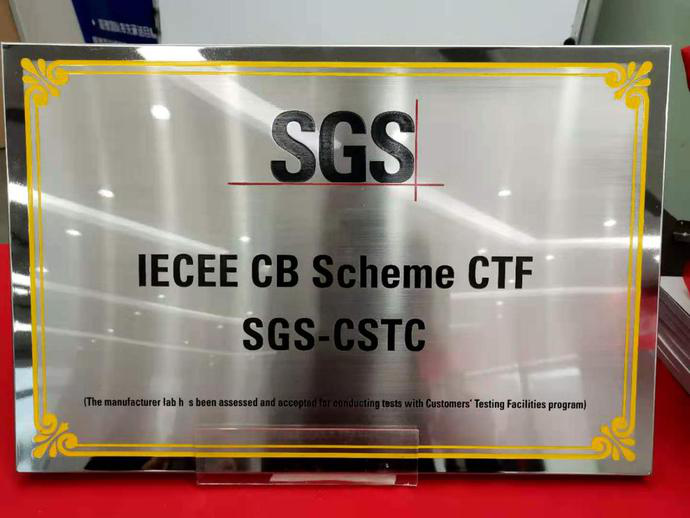 SGS
IECEE CB Scheme CTF
SGS-CSTC
(The manufacturer lab h s been assessed and accepted for conducting tests with Customers' Testing Facilities program)